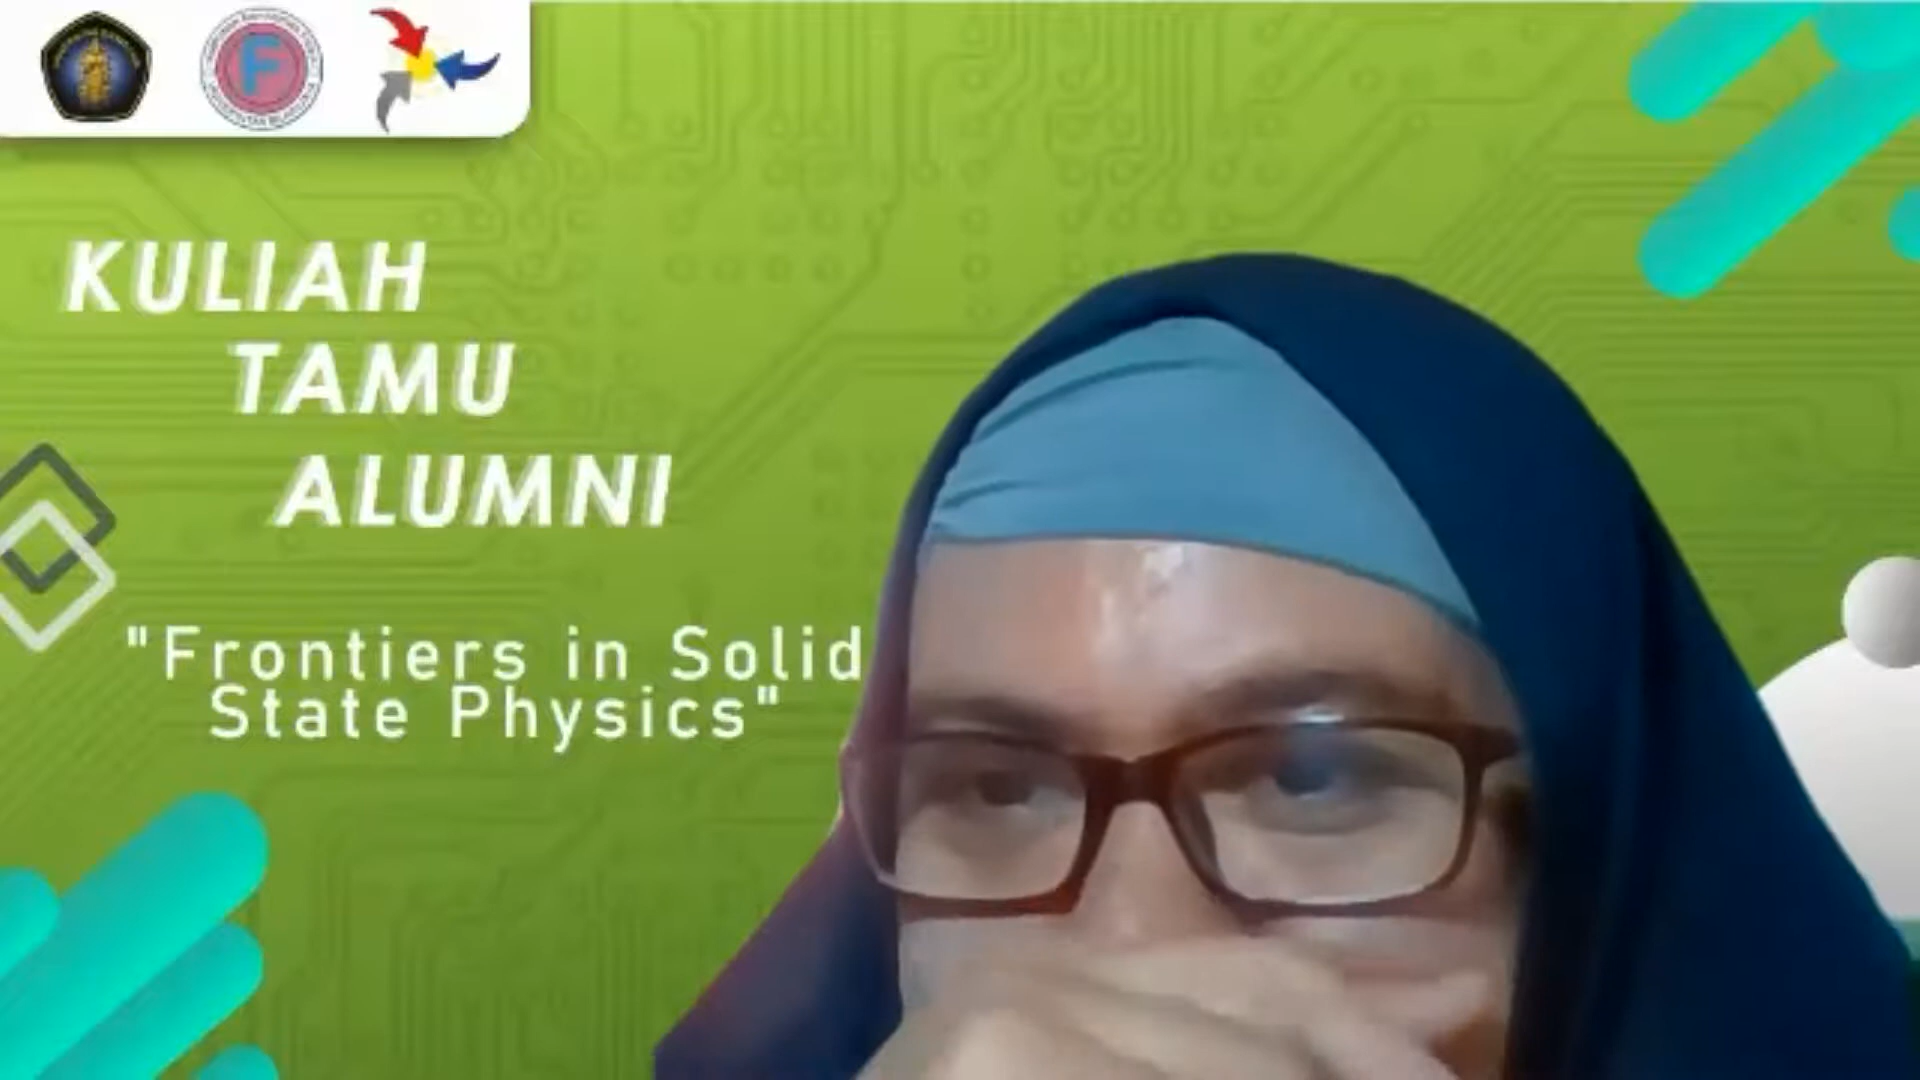 KULIAH
TAMU
ALUMNI
"Frontiers in Solid
State Physics"
F